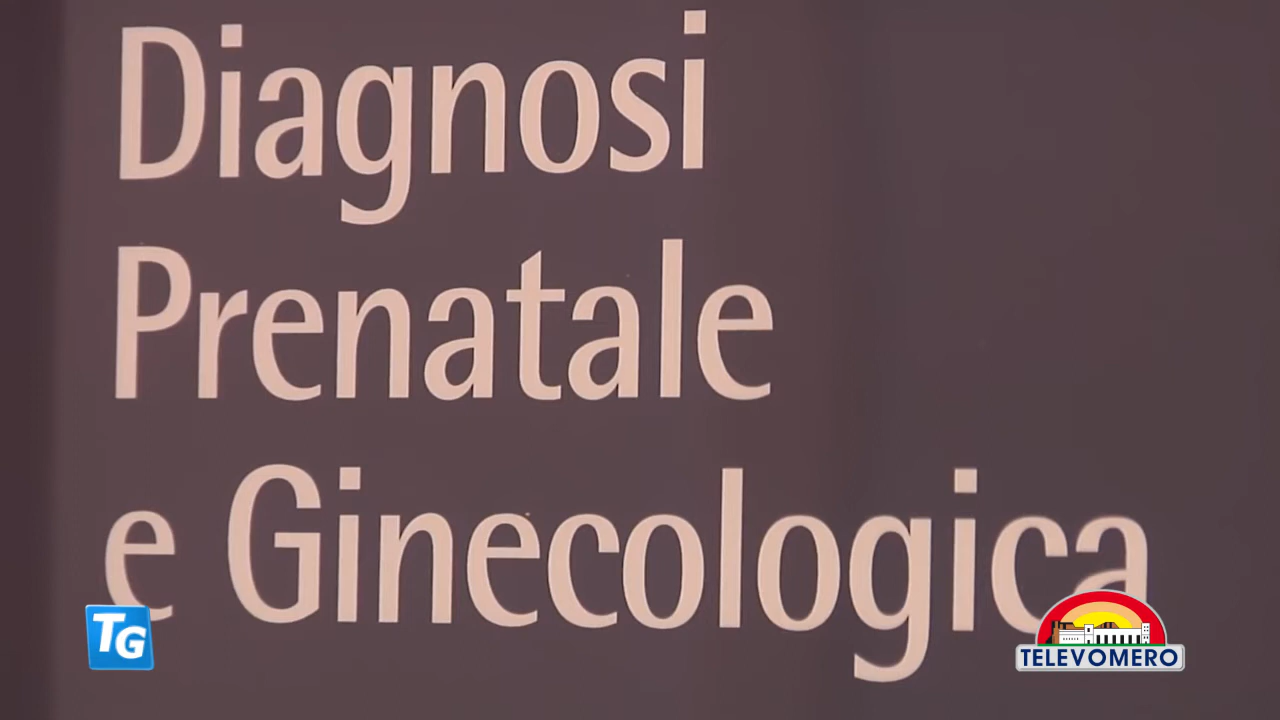 Diagnosi
Prenatale
e Ginecologica
TG
TELEVOMERO